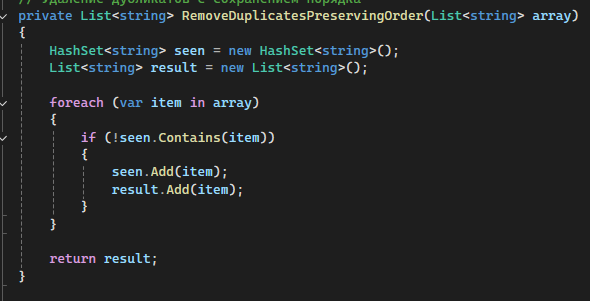 // Удаление дубликатов с сохранением порядка
private List<string> RemoveDuplicatesPreservingOrder(List<string> array)
{
HashSet<string> seen = new HashSet<string>();
List<string> result = new List<string>();
foreach (var item in array)
{
if (!seen.Contains(item))
{
seen.Add(item);
result.Add(item);
}
}
return result;
}